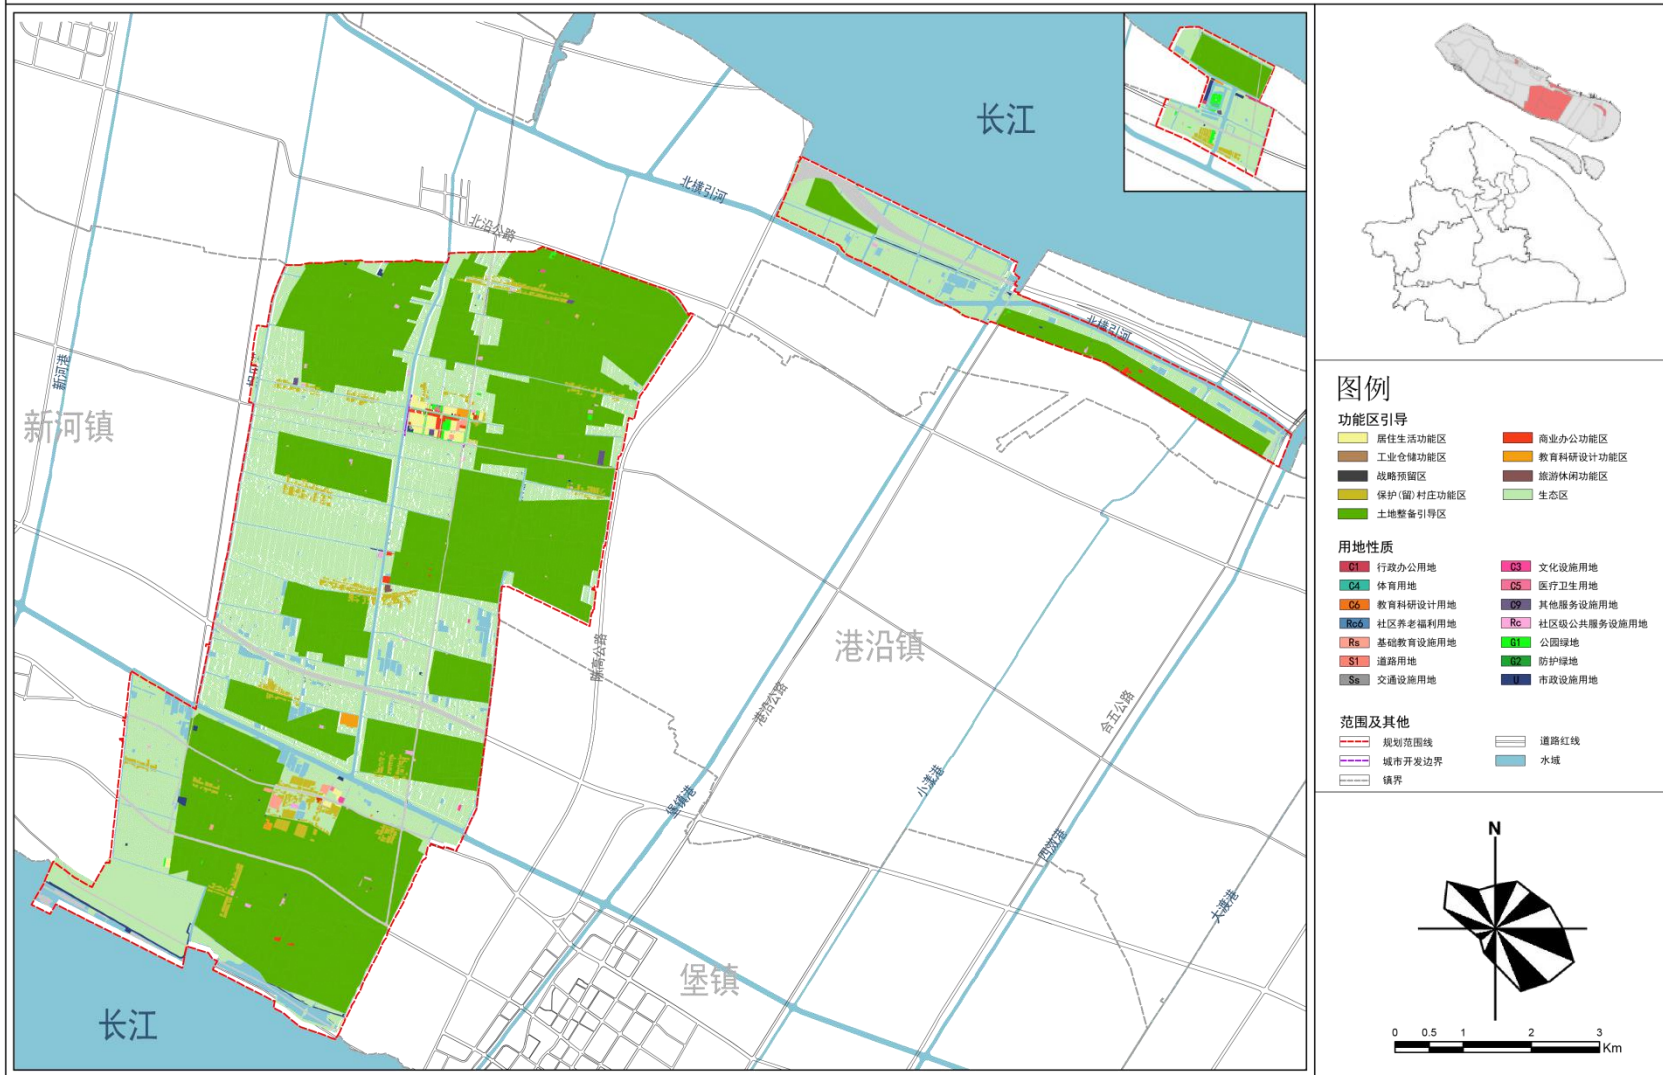 长江
北横引河
北沿公路
北横引河
新河港
新河镇
陈高公路
港沿镇
港沿公路
合五公路
小漾港
堡镇港
四滧港
大渡港
堡镇
长江
图例
功能区引导
居住生活功能区
商业办公功能区
工业仓储功能区
教育科研设计功能区
战略预留区
旅游休闲功能区
保护(留)村庄功能区
生态区
土地整备引导区
用地性质
C1 行政办公用地
C3 文化设施用地
C4 体育用地
C5 医疗卫生用地
C6 教育科研设计用地
C9 其他服务设施用地
Rc6 社区养老福利用地
Rc 社区级公共服务设施用地
Rs 基础教育设施用地
G1 公园绿地
S1 道路用地
G2 防护绿地
Ss 交通设施用地
U 市政设施用地
范围及其他
规划范围线
道路红线
城市开发边界
水域
镇界
N
0 0.5 1 2 3
Km